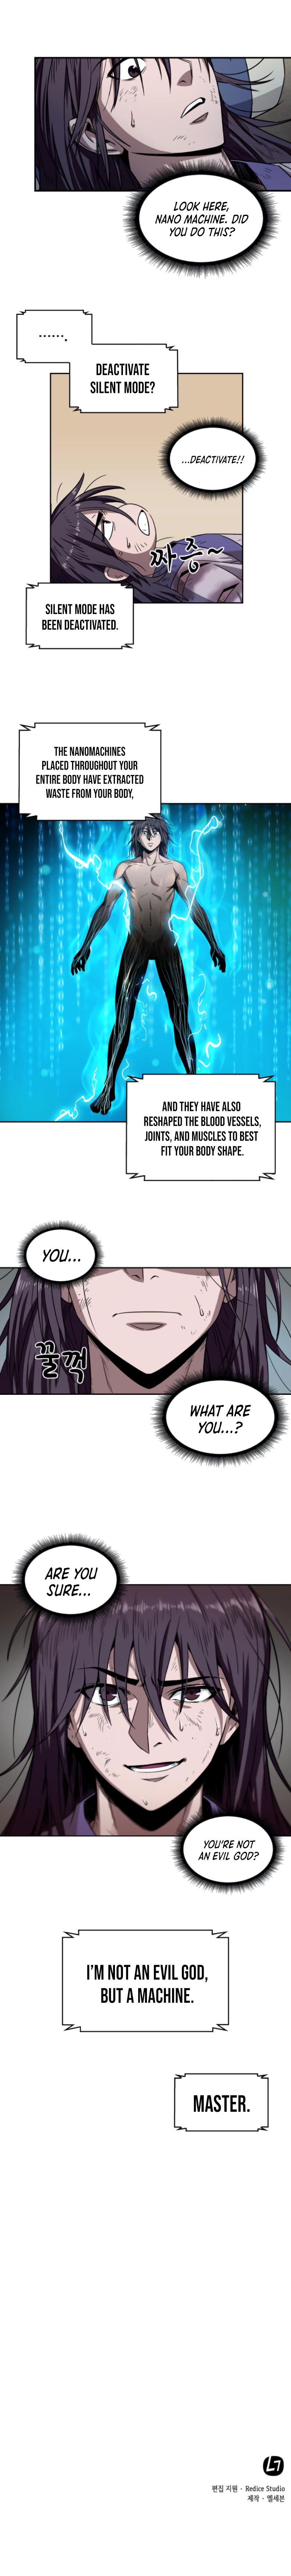 LOOK HERE,
NANO MACHINE. DID
YOU DO THIS?
.......
DEACTIVATE
SILENT MODE?
...DEACTIVATE!!
짜증~
SILENT MODE HAS
BEEN DEACTIVATED.
THE NANOMACHINES
PLACED THROUGHOUT YOUR
ENTIRE BODY HAVE EXTRACTED
WASTE FROM YOUR BODY,
AND THEY HAVE ALSO
RESHAPED THE BLOOD VESSELS,
JOINTS, AND MUSCLES TO BEST
FIT YOUR BODY SHAPE.
YOU...
꿀꺽
WHAT ARE
YOU...?
ARE YOU
SURE...
YOU'RE NOT
AN EVIL GOD?
I'M NOT AN EVIL GOD,
BUT A MACHINE.
MASTER.
L7
편집 지원 · Redice Studio
제작 · 엘세븐